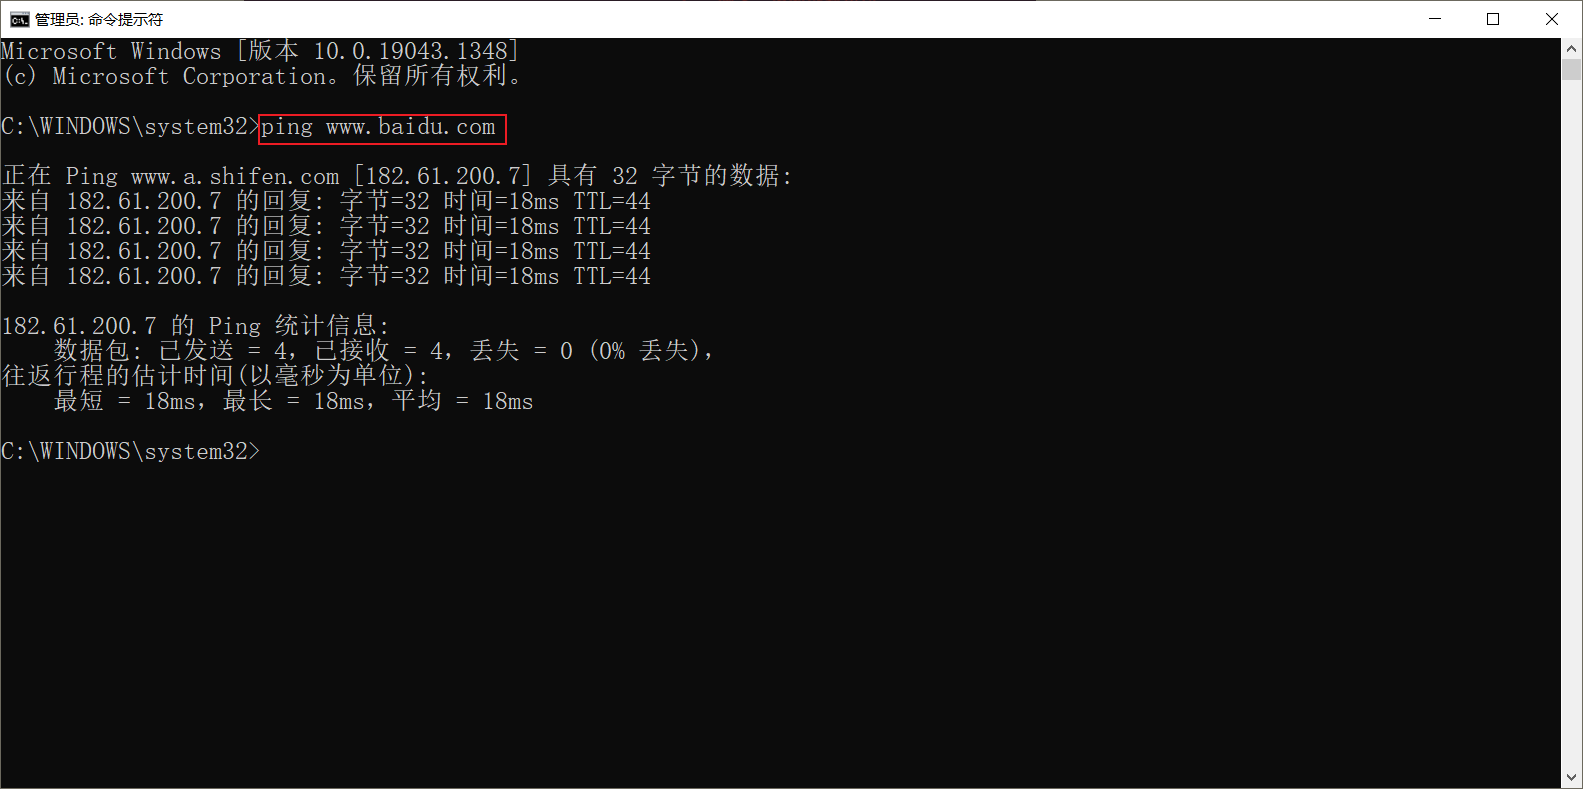 管理员: 命令提示符
Microsoft Windows [版本 10.0.19043.1348]
(c) Microsoft Corporation。保留所有权利。
C:\WINDOWS\system32>ping www.baidu.com
正在 Ping www.a.shifen.com [182.61.200.7] 具有 32 字节的数据:
来自 182.61.200.7 的回复: 字节=32 时间=18ms TTL=44
来自 182.61.200.7 的回复: 字节=32 时间=18ms TTL=44
来自 182.61.200.7 的回复: 字节=32 时间=18ms TTL=44
来自 182.61.200.7 的回复: 字节=32 时间=18ms TTL=44
182.61.200.7 的 Ping 统计信息:
    数据包: 已发送 = 4，已接收 = 4，丢失 = 0 (0% 丢失)，
往返行程的估计时间(以毫秒为单位):
    最短 = 18ms，最长 = 18ms，平均 = 18ms
C:\WINDOWS\system32>